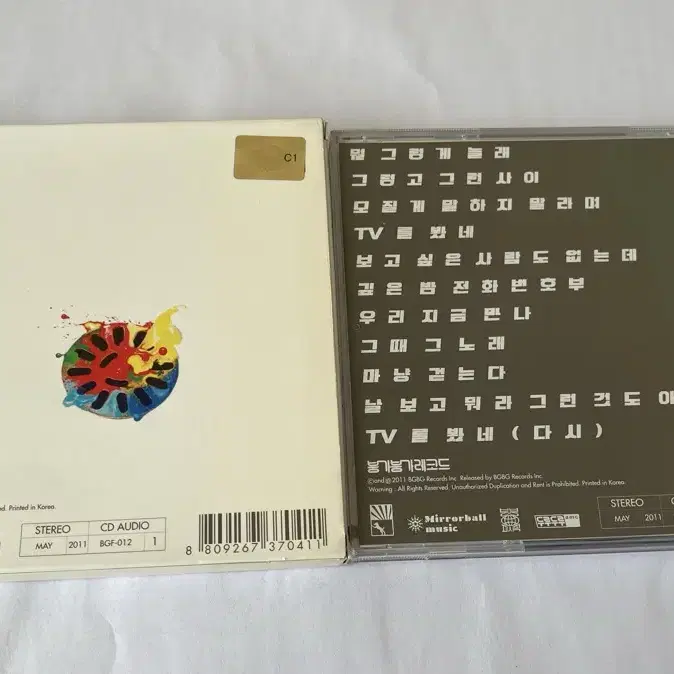 C1
d. Printed in Korea.
STEREO CD AUDIO
MAY 2011 BGF-012 1
8 809267 370411
뭘 그렇게 놀래
그렇고 그런 사이
모질게 말하지 말라며
TV를 봤네
보고 싶은 사람도 없는데
깊은 밤 전화번호부
우리 지금 만나
그때 그 노래
마냥 걷는다
날 보고 뭐라 그런 것도 아
TV를 봤네 (다시)
붕가붕가레코드
ⓒand ⓟ 2011 BGBG Records Inc. Released by BGBG Records Inc.
Warning : All Rights Reserved. Unauthorized Duplication and Rent is Prohibited. Printed in Korea.
Mirrorball
music
STEREO
MAY 2011